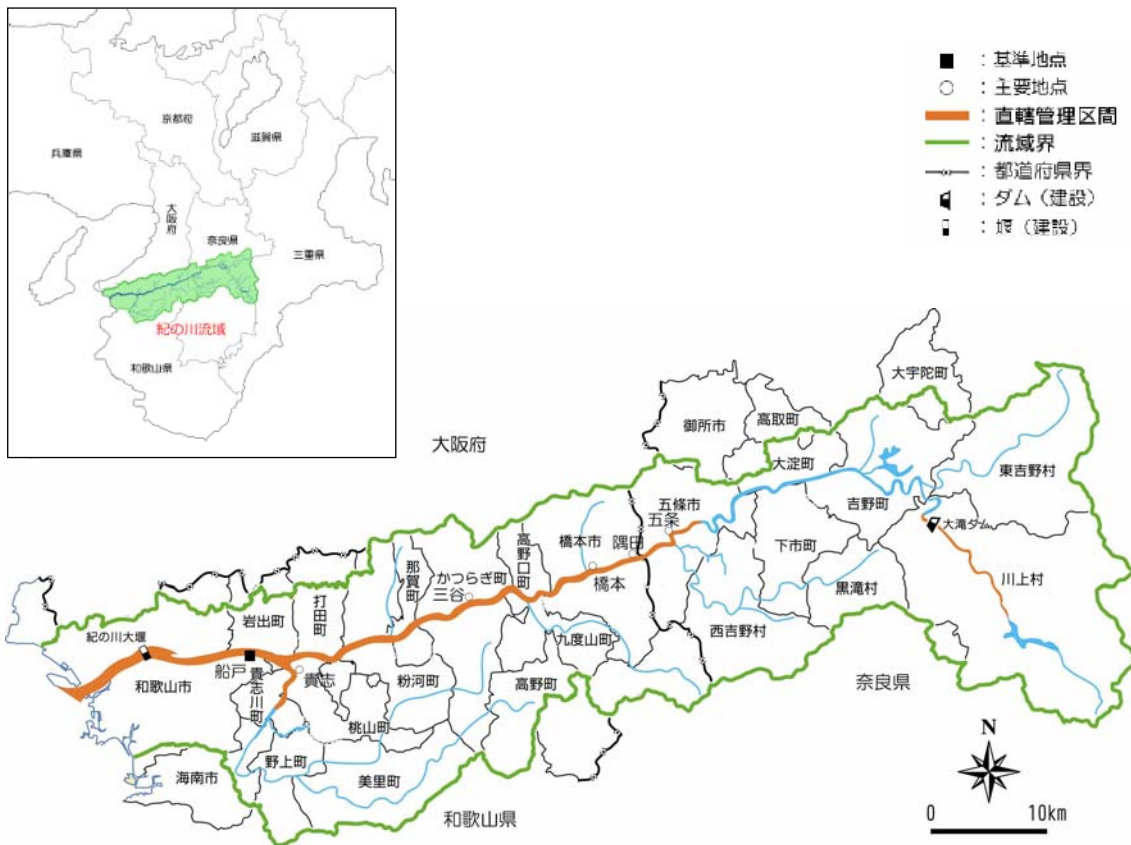 京都府
滋賀県
兵庫県
大阪府
奈良県
三重県
紀の川流域
和歌山県
■ : 基準地点
○ : 主要地点
: 直轄管理区間
: 流域界
: 都道府県界
: ダム（建設）
: 堰（建設）
大阪府
大宇陀町
御所市
高取町
大淀町
東吉野村
五條市
五条
吉野町
大滝ダム
高野口町
橋本市
隅田
下市町
那賀町
かつらぎ町
三谷
橋本
黒滝村
川上村
打田町
岩出町
西吉野村
九度山町
紀の川大堰
船戸
貴志
粉河町
高野町
奈良県
和歌山市
貴志川町
桃山町
野上町
美里町
海南市
和歌山県
N
0 10km